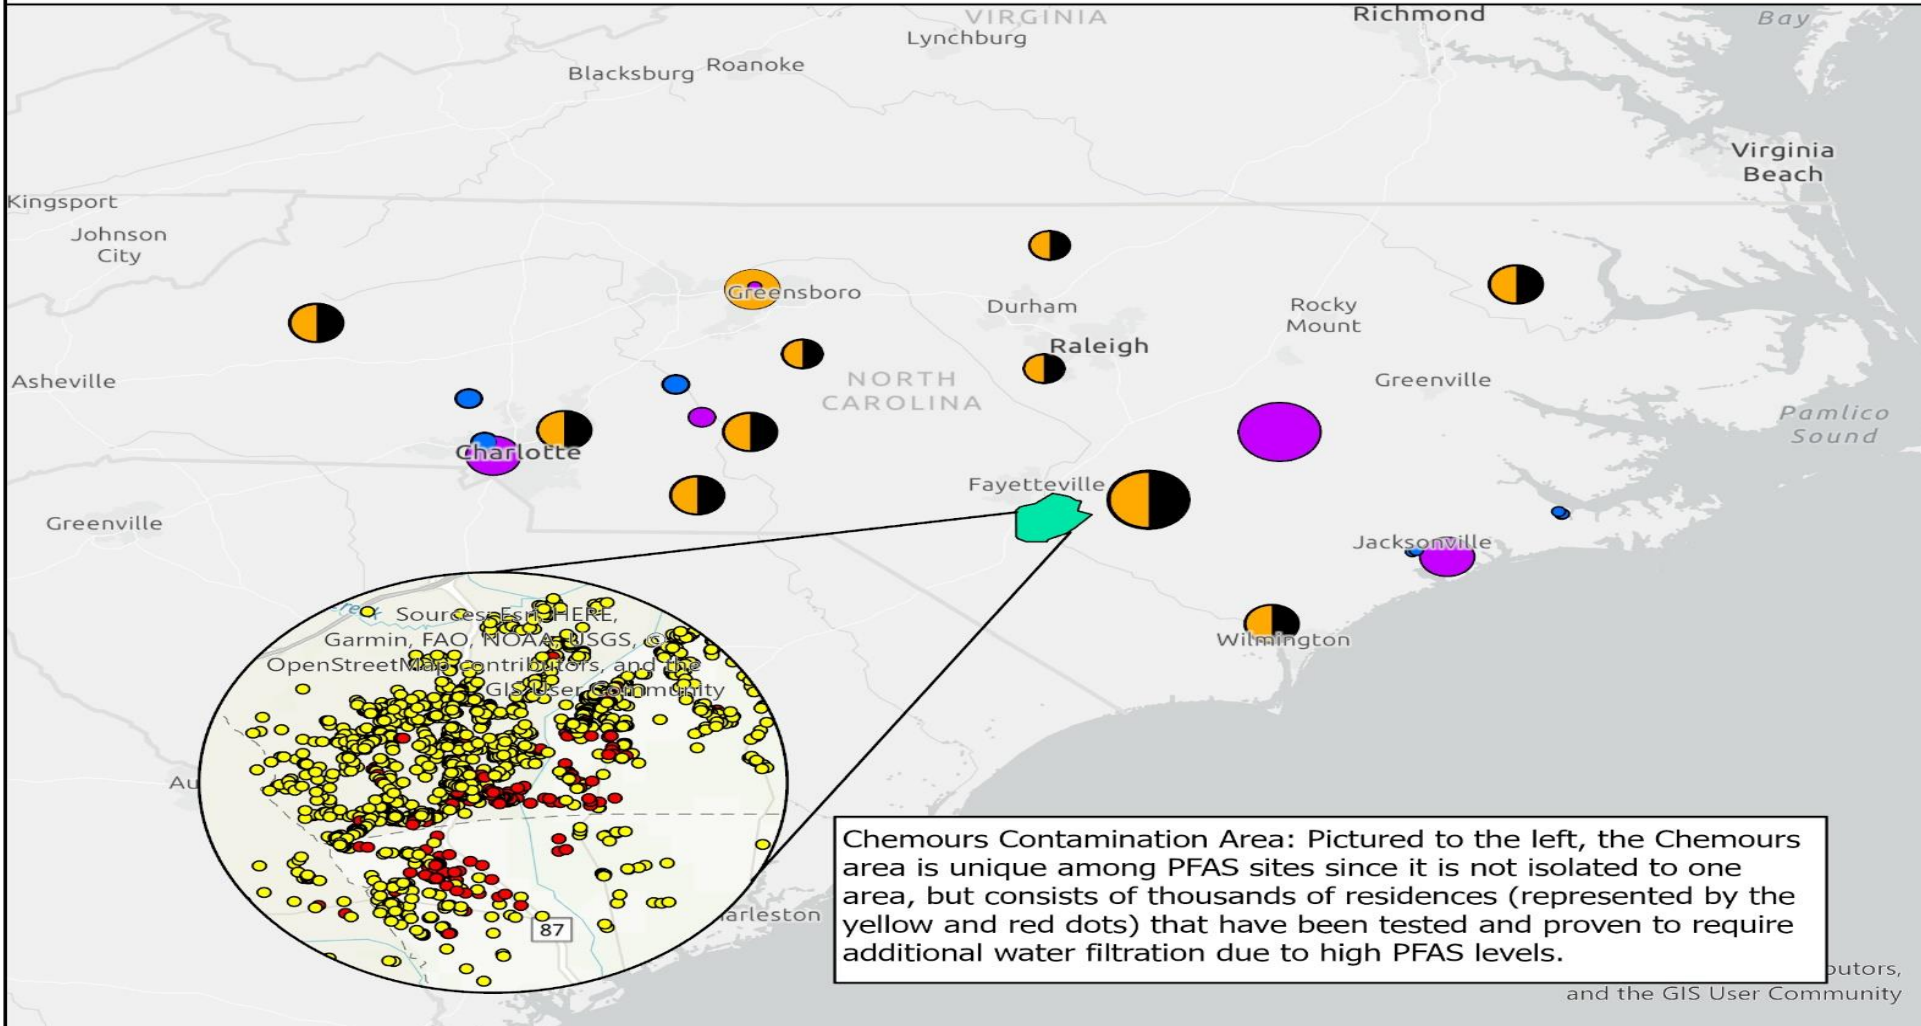 VIRGINIA
Richmond
Bay
Lynchburg
Blacksburg
Roanoke
Virginia
Beach
Kingsport
Johnson
City
Greensboro
Durham
Rocky
Mount
Raleigh
Asheville
NORTH
CAROLINA
Greenville
Pamlico
Sound
Charlotte
Fayetteville
Greenville
Jacksonville
Wilmington
Sources: Esri, HERE,
Garmin, FAO, NOAA, USGS, ©
OpenStreetMap contributors, and the
GIS User Community
Au
87
arleston
Chemours Contamination Area: Pictured to the left, the Chemours
area is unique among PFAS sites since it is not isolated to one
area, but consists of thousands of residences (represented by the
yellow and red dots) that have been tested and proven to require
additional water filtration due to high PFAS levels.
butors,
and the GIS User Community